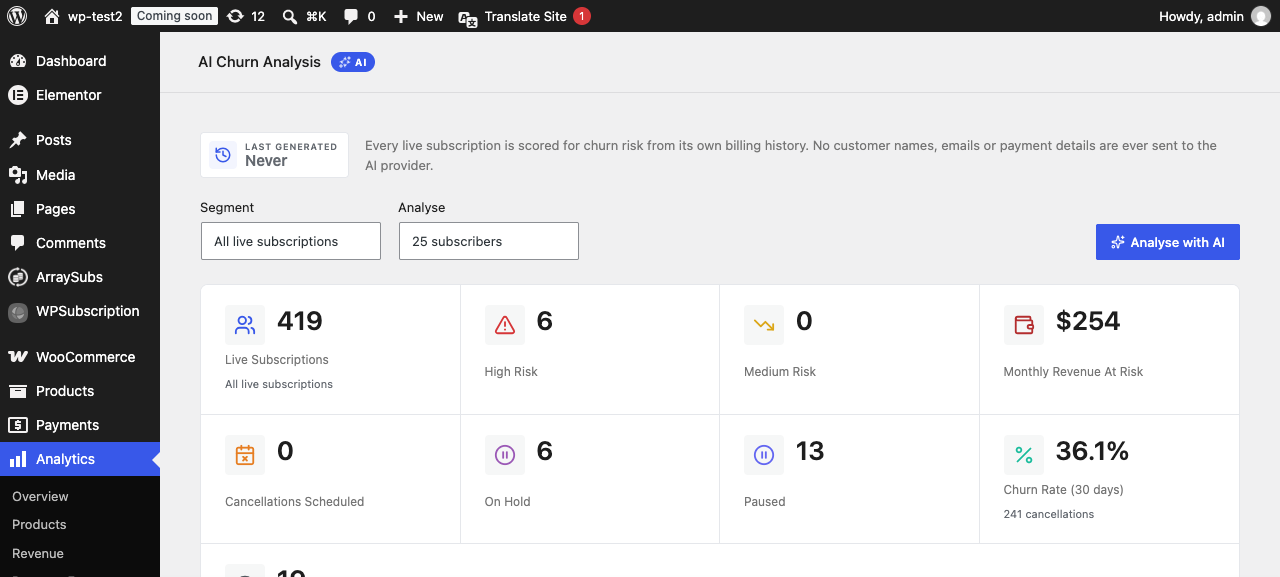 wp-test2 Coming soon 12 ⌘K 0 New Translate Site 1 Howdy, admin
Dashboard
Elementor
Posts
Media
Pages
Comments
ArraySubs
WPSubscription
WooCommerce
Products
Payments
Analytics
Overview
Products
Revenue
AI Churn Analysis AI
LAST GENERATED
Never
Every live subscription is scored for churn risk from its own billing history. No customer names, emails or payment details are ever sent to the
AI provider.
Segment Analyse
All live subscriptions 25 subscribers Analyse with AI
419
Live Subscriptions
All live subscriptions
6
High Risk
0
Medium Risk
$254
Monthly Revenue At Risk
0
Cancellations Scheduled
6
On Hold
13
Paused
36.1%
Churn Rate (30 days)
241 cancellations